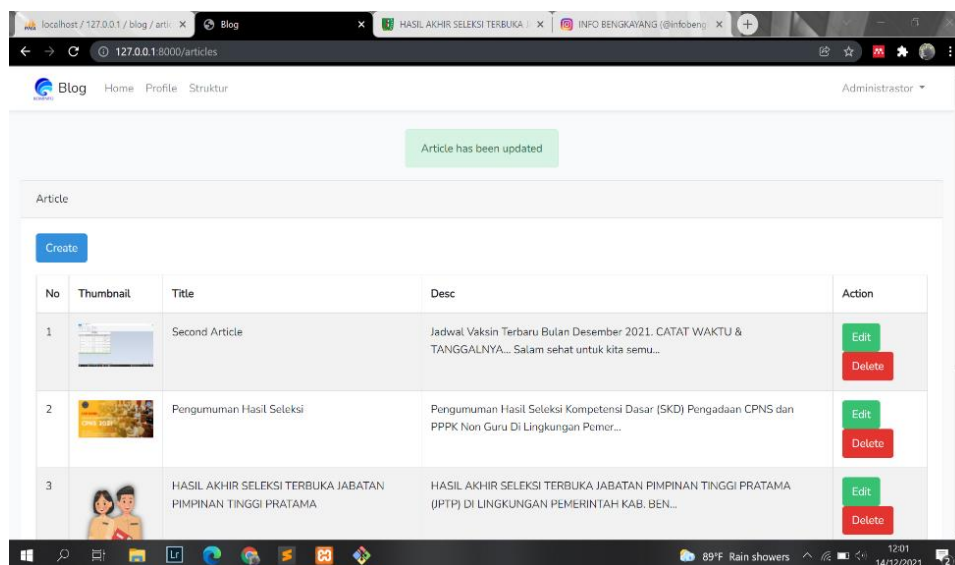 localhost / 127.0.0.1 / blog / artic
Blog
HASIL AKHIR SELEKSI TERBUKA J
INFO BENGKAYANG (@infobeng
127.0.0.1:8000/articles
Blog
Home
Profile
Struktur
Administrastor
Article has been updated
Article
Create
No
Thumbnail
Title
Desc
Action
1
Second Article
Jadwal Vaksin Terbaru Bulan Desember 2021. CATAT WAKTU &
TANGGALNYA... Salam sehat untuk kita semu...
Edit
Delete
2
CPNS 2021
Pengumuman Hasil Seleksi
Pengumuman Hasil Seleksi Kompetensi Dasar (SKD) Pengadaan CPNS dan
PPPK Non Guru Di Lingkungan Pemer...
Edit
Delete
3
HASIL AKHIR SELEKSI TERBUKA JABATAN
PIMPINAN TINGGI PRATAMA
HASIL AKHIR SELEKSI TERBUKA JABATAN PIMPINAN TINGGI PRATAMA
(JPTP) DI LINGKUNGAN PEMERINTAH KAB. BEN...
Edit
Delete
Lr
89°F Rain showers
12:01
14/12/2021
2